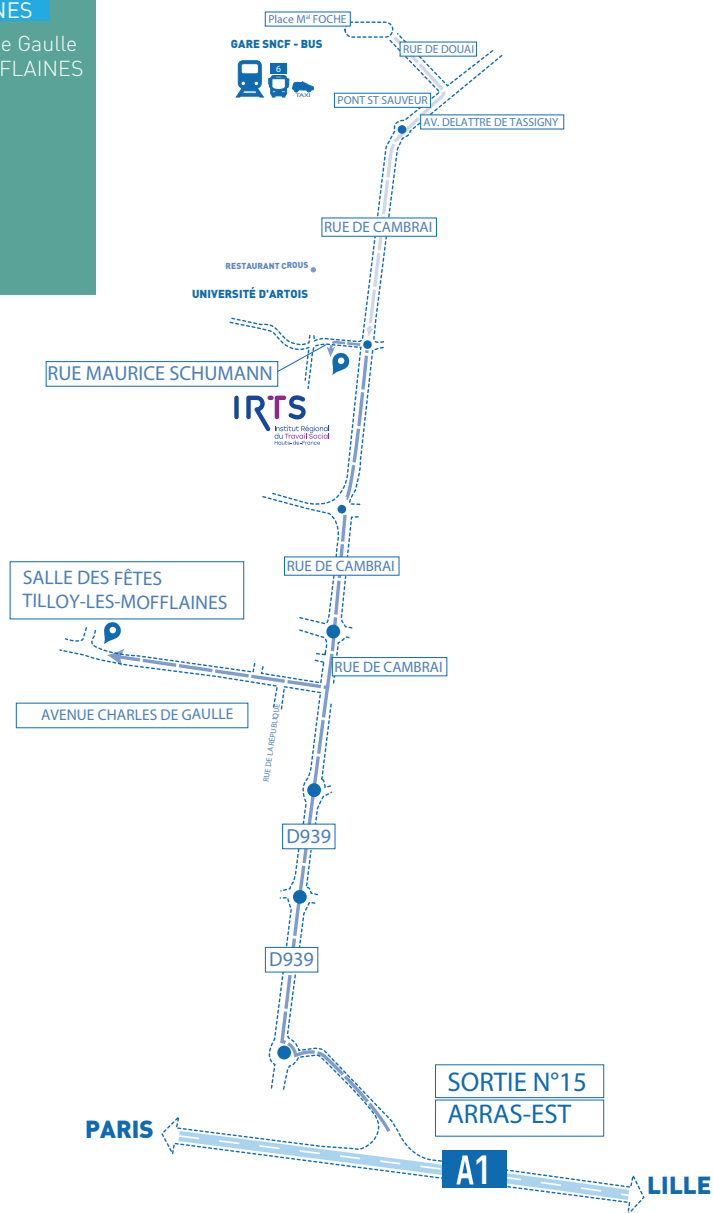 NES
e Gaulle
FLAINES
Place Mal FOCHE
GARE SNCF - BUS
RUE DE DOUAI
6
TAXI
PONT ST SAUVEUR
AV. DELATTRE DE TASSIGNY
RUE DE CAMBRAI
RESTAURANT CROUS
UNIVERSITÉ D'ARTOIS
RUE MAURICE SCHUMANN
IRTS
Institut Régional
du Travail Social
Hauts-de-France
RUE DE CAMBRAI
SALLE DES FÊTES
TILLOY-LES-MOFFLAINES
RUE DE CAMBRAI
AVENUE CHARLES DE GAULLE
RUE DE LA RÉPUBLIQUE
D939
D939
SORTIE N°15
ARRAS-EST
PARIS
A1
LILLE